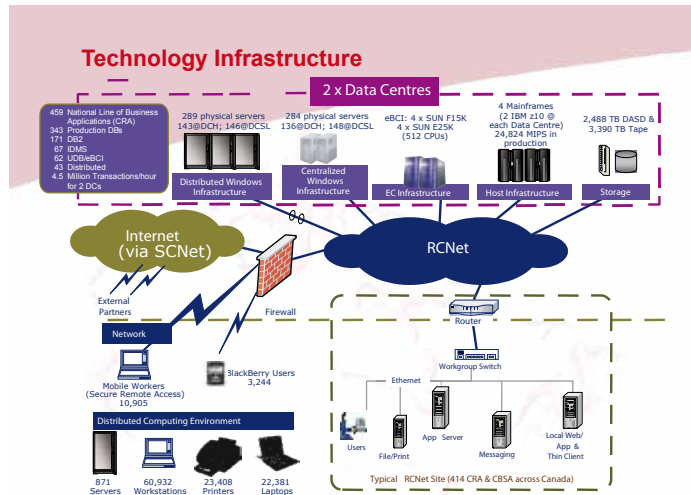 Technology Infrastructure
2 x Data Centres
459 National Line of Business
Applications (CRA)
343 Production DBs
171 DB2
67 IDMS
62 UDB/eBCI
43 Distributed
4.5 Million Transactions/hour
for 2 DCs
289 physical servers
143@DCH; 146@DCSL
Distributed Windows
Infrastructure
284 physical servers
136@DCH; 148@DCSL
Centralized
Windows
Infrastructure
eBCI: 4 x SUN F15K
4 x SUN E25K
(512 CPUs)
EC Infrastructure
4 Mainframes
(2 IBM z10 @
each Data Centre)
24,824 MIPS in
production
Host Infrastructure
2,488 TB DASD &
3,390 TB Tape
Storage
Internet
(via SCNet)
RCNet
External
Partners
Firewall
Network
Mobile Workers
(Secure Remote Access)
10,905
BlackBerry Users
3,244
Router
Workgroup Switch
Ethernet
Users
File/Print
App Server
Messaging
Local Web/
App &
Thin Client
Typical RCNet Site (414 CRA & CBSA across Canada)
Distributed Computing Environment
871
Servers
60,932
Workstations
23,408
Printers
22,381
Laptops